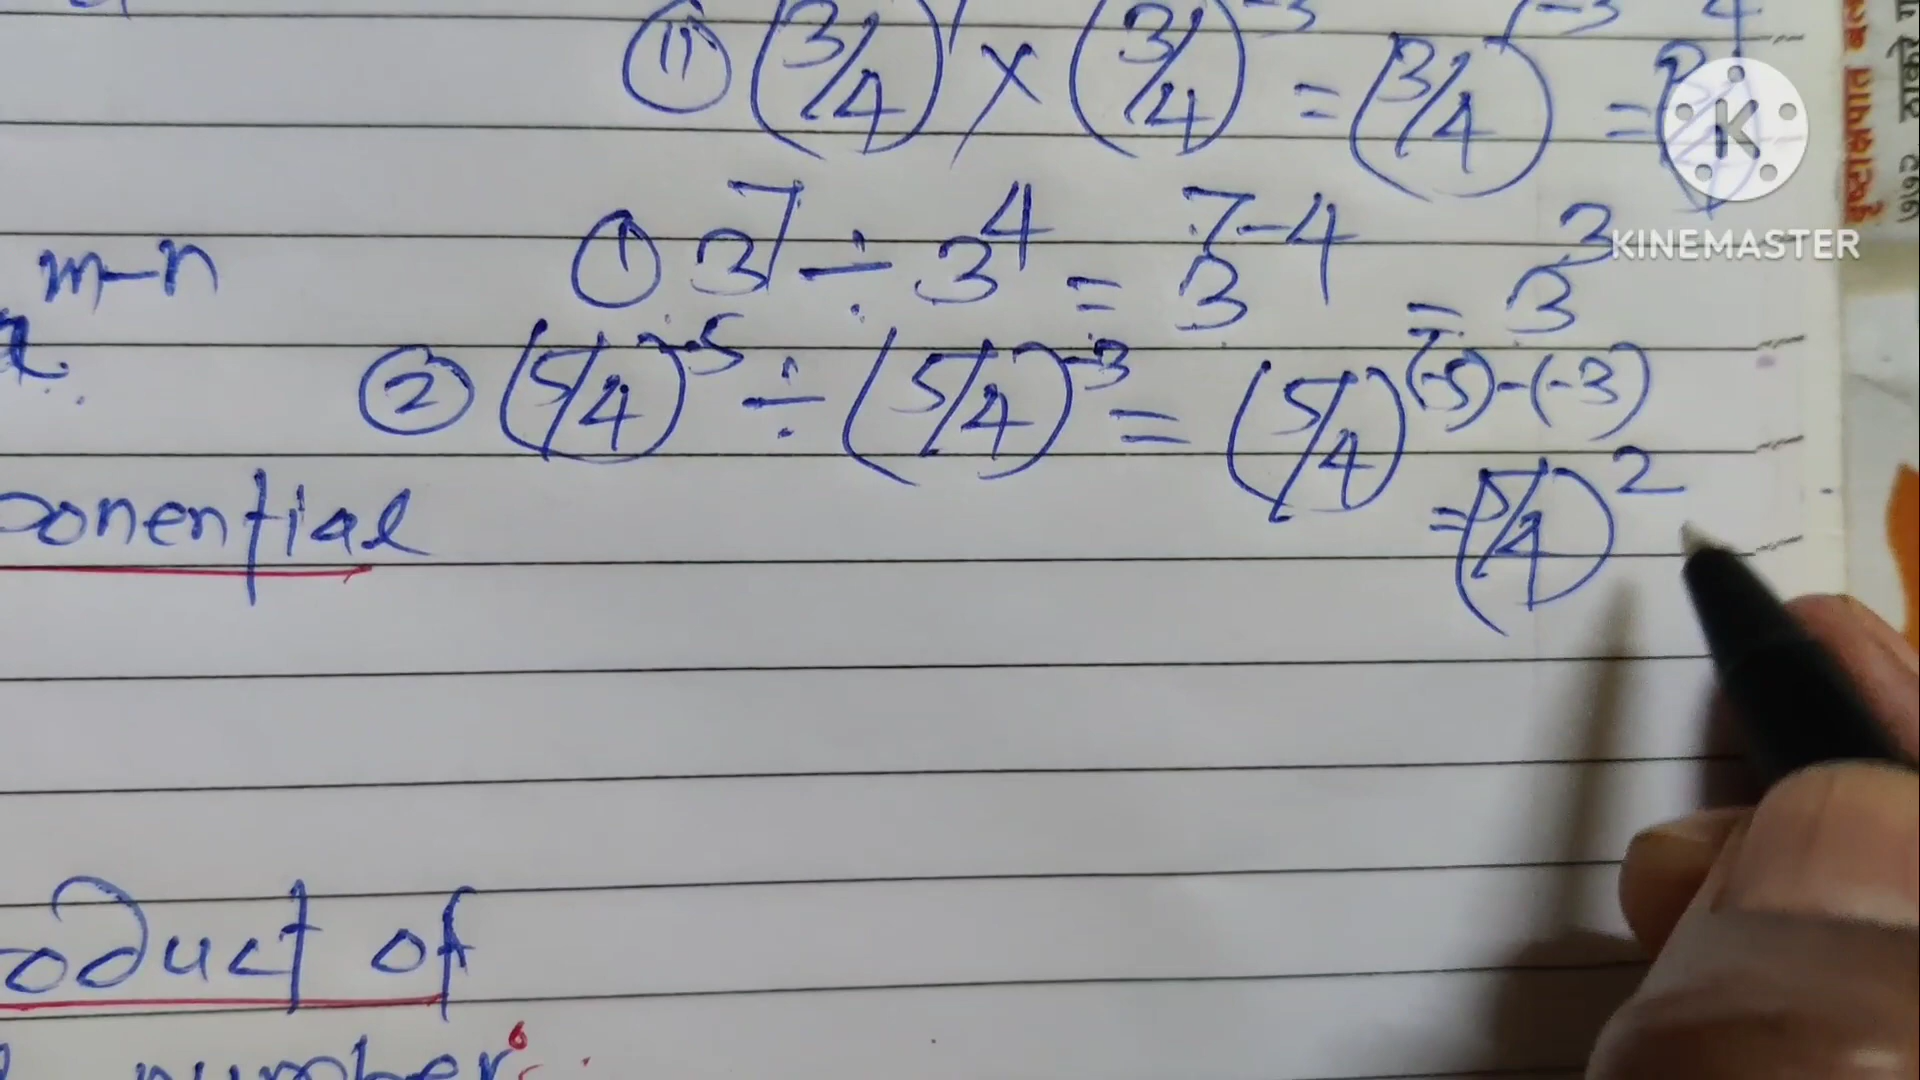 (ii) (3/4) × (3/4)^-3 = (3/4) =
m-n
① 3^7 ÷ 3^4 = 3^(7-4) = 3^3
② (5/4)^-5 ÷ (5/4)^-3 = (5/4)^(-5)-(-3)
= (5/4)^2
onential
oduct of
number
K
KINEMASTER